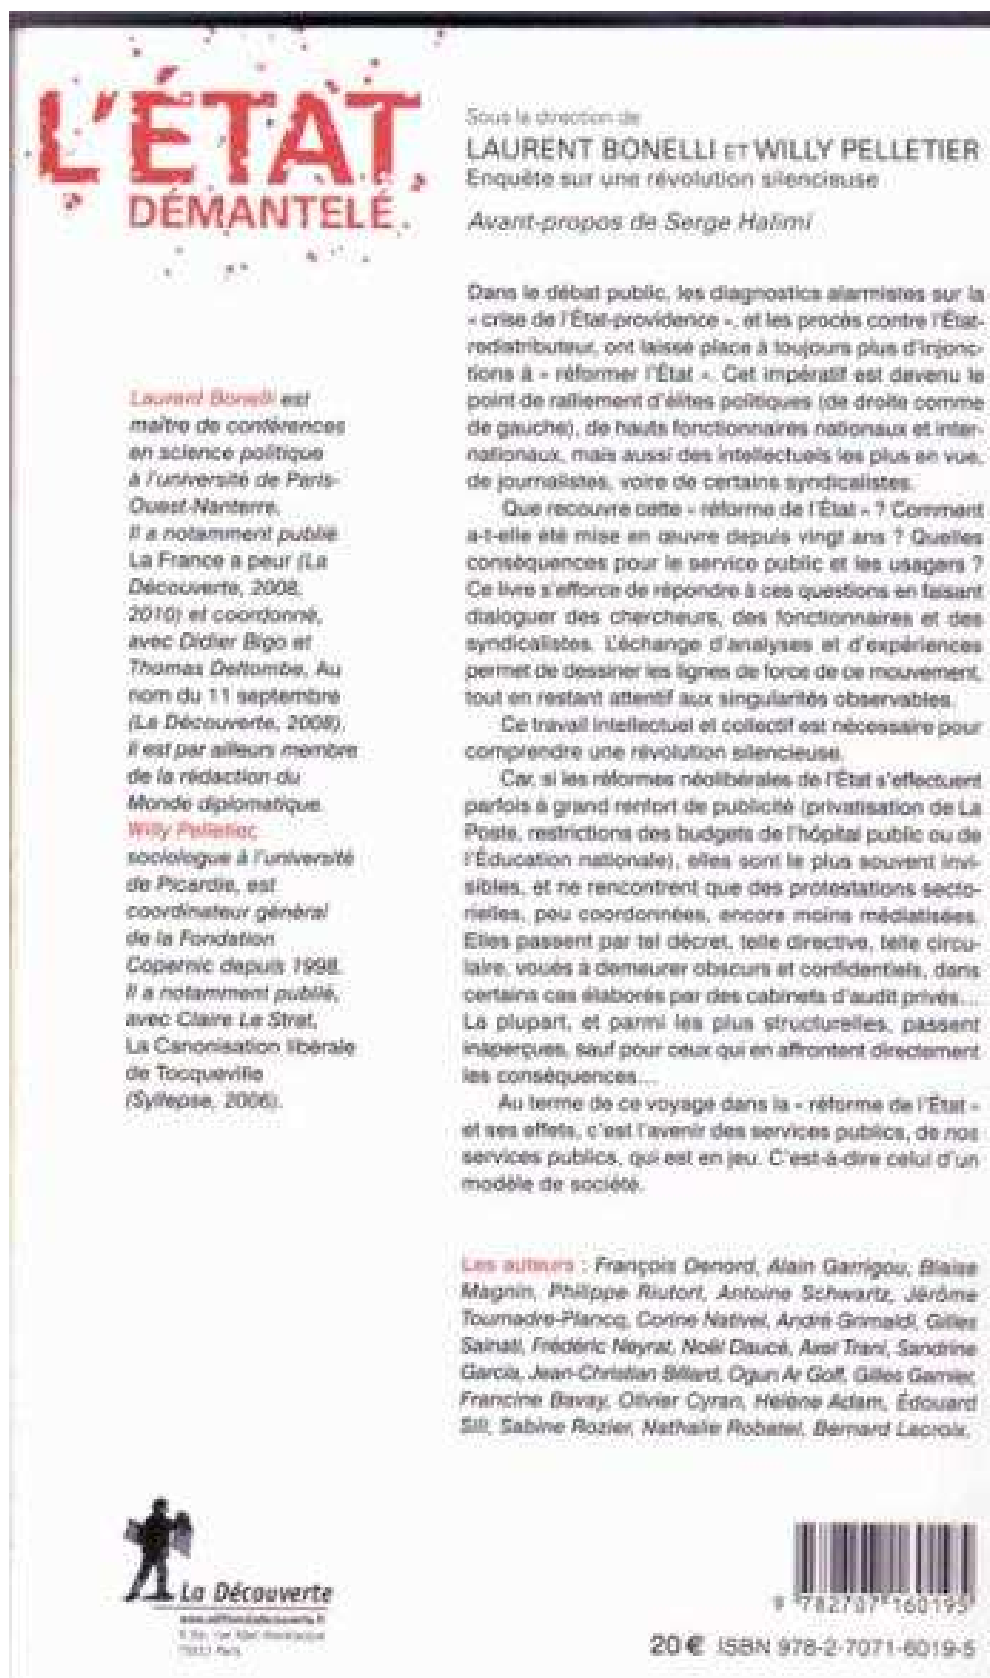 L'ÉTAT
DÉMANTELÉ
Sous la direction de
LAURENT BONELLI ET WILLY PELLETIER
Enquête sur une révolution silencieuse
Avant-propos de Serge Halimi
Dans le débat public, les diagnostics alarmistes sur la
« crise de l'État-providence », et les procès contre l'État-
redistributeur, ont laissé place à toujours plus d'injonc-
tions à « réformer l'État ». Cet impératif est devenu le
point de ralliement d'élites politiques (de droite comme
de gauche), de hauts fonctionnaires nationaux et inter-
nationaux, mais aussi des intellectuels les plus en vue,
de journalistes, voire de certains syndicalistes.
Que recouvre cette « réforme de l'État » ? Comment
a-t-elle été mise en œuvre depuis vingt ans ? Quelles
conséquences pour le service public et les usagers ?
Ce livre s'efforce de répondre à ces questions en faisant
dialoguer des chercheurs, des fonctionnaires et des
syndicalistes. L'échange d'analyses et d'expériences
permet de dessiner les lignes de force de ce mouvement,
tout en restant attentif aux singularités observables.
Ce travail intellectuel et collectif est nécessaire pour
comprendre une révolution silencieuse.
Car, si les réformes néolibérales de l'État s'effectuent
parfois à grand renfort de publicité (privatisation de La
Poste, restrictions des budgets de l'hôpital public ou de
l'Éducation nationale), elles sont le plus souvent invi-
sibles, et ne rencontrent que des protestations secto-
rielles, peu coordonnées, encore moins médiatisées.
Elles passent par tel décret, telle directive, telle circu-
laire, voués à demeurer obscurs et confidentiels, dans
certains cas élaborés par des cabinets d'audit privés...
La plupart, et parmi les plus structurelles, passent
inaperçues, sauf pour ceux qui en affrontent directement
les conséquences...
Au terme de ce voyage dans la « réforme de l'État »
et ses effets, c'est l'avenir des services publics, de nos
services publics, qui est en jeu. C'est-à-dire celui d'un
modèle de société.
Laurent Bonelli est
maître de conférences
en science politique
à l'université de Paris-
Ouest-Nanterre.
Il a notamment publié
La France a peur (La
Découverte, 2008,
2010) et coordonné,
avec Didier Bigo et
Thomas Deltombe, Au
nom du 11 septembre
(La Découverte, 2008).
Il est par ailleurs membre
de la rédaction du
Monde diplomatique.
Willy Pelletier,
sociologue à l'université
de Picardie, est
coordinateur général
de la Fondation
Copernic depuis 1998.
Il a notamment publié,
avec Claire Le Strat,
La Canonisation libérale
de Tocqueville
(Syllepse, 2006).
Les auteurs : François Denord, Alain Garrigou, Blaise
Magnin, Philippe Riutort, Antoine Schwartz, Jérôme
Tournadre-Plancq, Corine Nativel, André Grimaldi, Gilles
Sainati, Frédéric Neyrat, Noël Daucé, Axel Trani, Sandrine
Garcia, Jean-Christian Billard, Ogun Ar Goff, Gilles Garnier,
Francine Bavay, Olivier Cyran, Hélène Adam, Édouard
Sill, Sabine Rozier, Nathalie Robatel, Bernard Lacroix.
La Découverte
www.editionsladecouverte.fr
75013 Paris
9 782707 160195
20 € ISBN 978-2-7071-6019-5